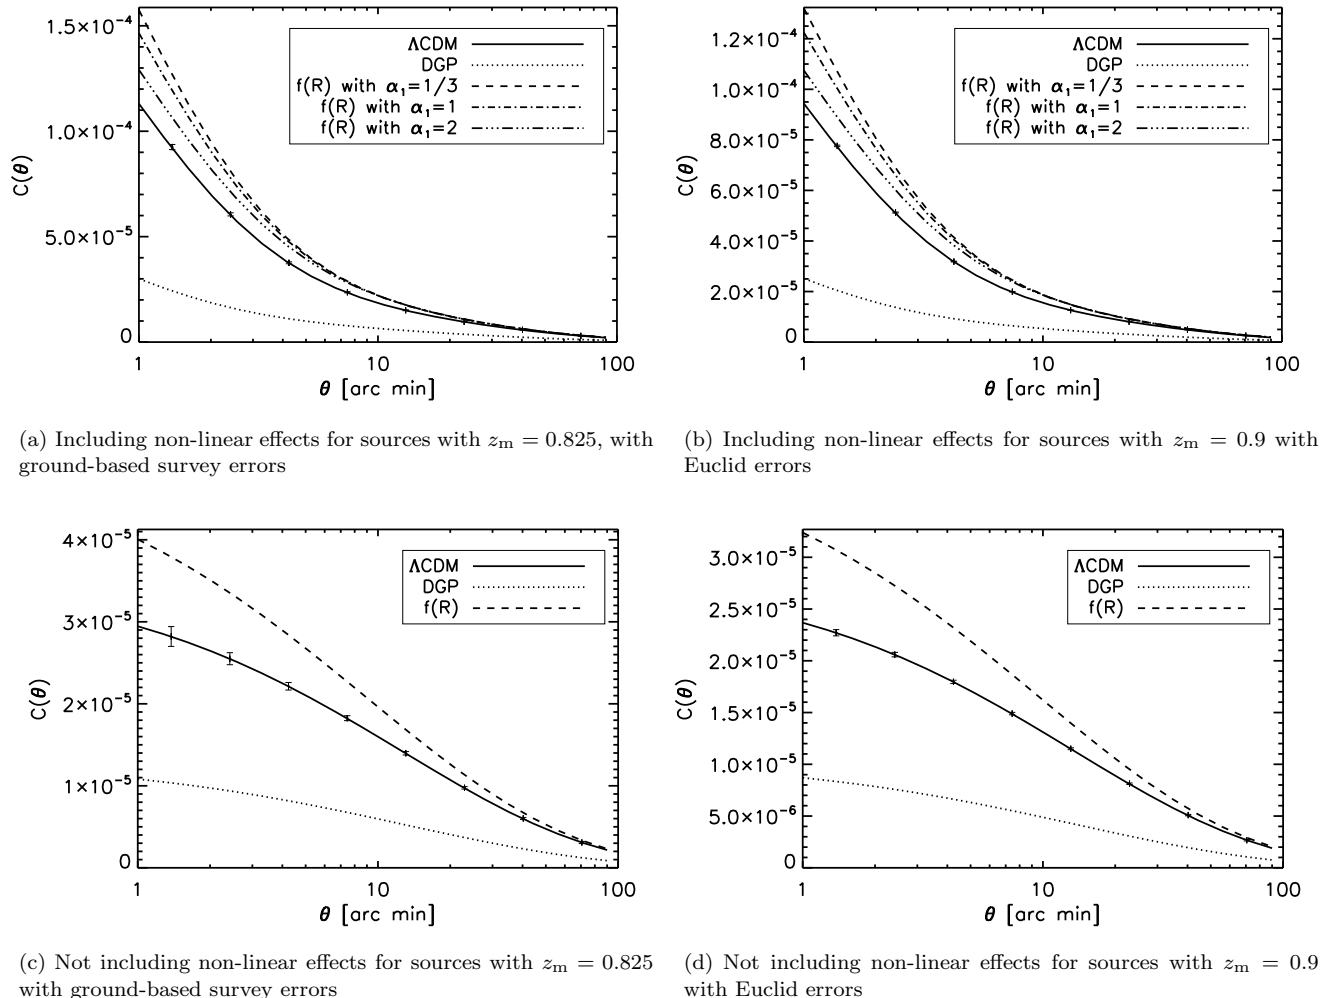 1.5×10⁻⁴
1.0×10⁻⁴
5.0×10⁻⁵
0
C(θ)
ΛCDM
DGP
f(R) with α₁=1/3
f(R) with α₁=1
f(R) with α₁=2
1 10 100
θ [arc min]
(a) Including non-linear effects for sources with zₘ = 0.825, with
ground-based survey errors
1.2×10⁻⁴
1.0×10⁻⁴
8.0×10⁻⁵
6.0×10⁻⁵
4.0×10⁻⁵
2.0×10⁻⁵
0
C(θ)
ΛCDM
DGP
f(R) with α₁=1/3
f(R) with α₁=1
f(R) with α₁=2
1 10 100
θ [arc min]
(b) Including non-linear effects for sources with zₘ = 0.9 with
Euclid errors
4×10⁻⁵
3×10⁻⁵
2×10⁻⁵
1×10⁻⁵
0
C(θ)
ΛCDM
DGP
f(R)
1 10 100
θ [arc min]
(c) Not including non-linear effects for sources with zₘ = 0.825
with ground-based survey errors
3.0×10⁻⁵
2.5×10⁻⁵
2.0×10⁻⁵
1.5×10⁻⁵
1.0×10⁻⁵
5.0×10⁻⁶
0
C(θ)
ΛCDM
DGP
f(R)
1 10 100
θ [arc min]
(d) Not including non-linear effects for sources with zₘ = 0.9
with Euclid errors